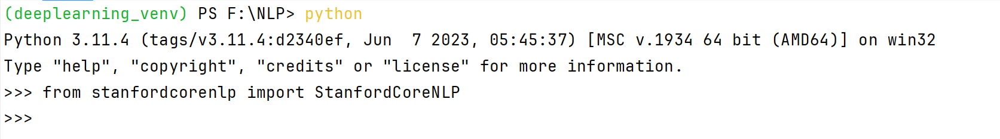 (deeplearning_venv) PS F:\NLP> python
Python 3.11.4 (tags/v3.11.4:d2340ef, Jun  7 2023, 05:45:37) [MSC v.1934 64 bit (AMD64)] on win32
Type "help", "copyright", "credits" or "license" for more information.
>>> from stanfordcorenlp import StanfordCoreNLP
>>>